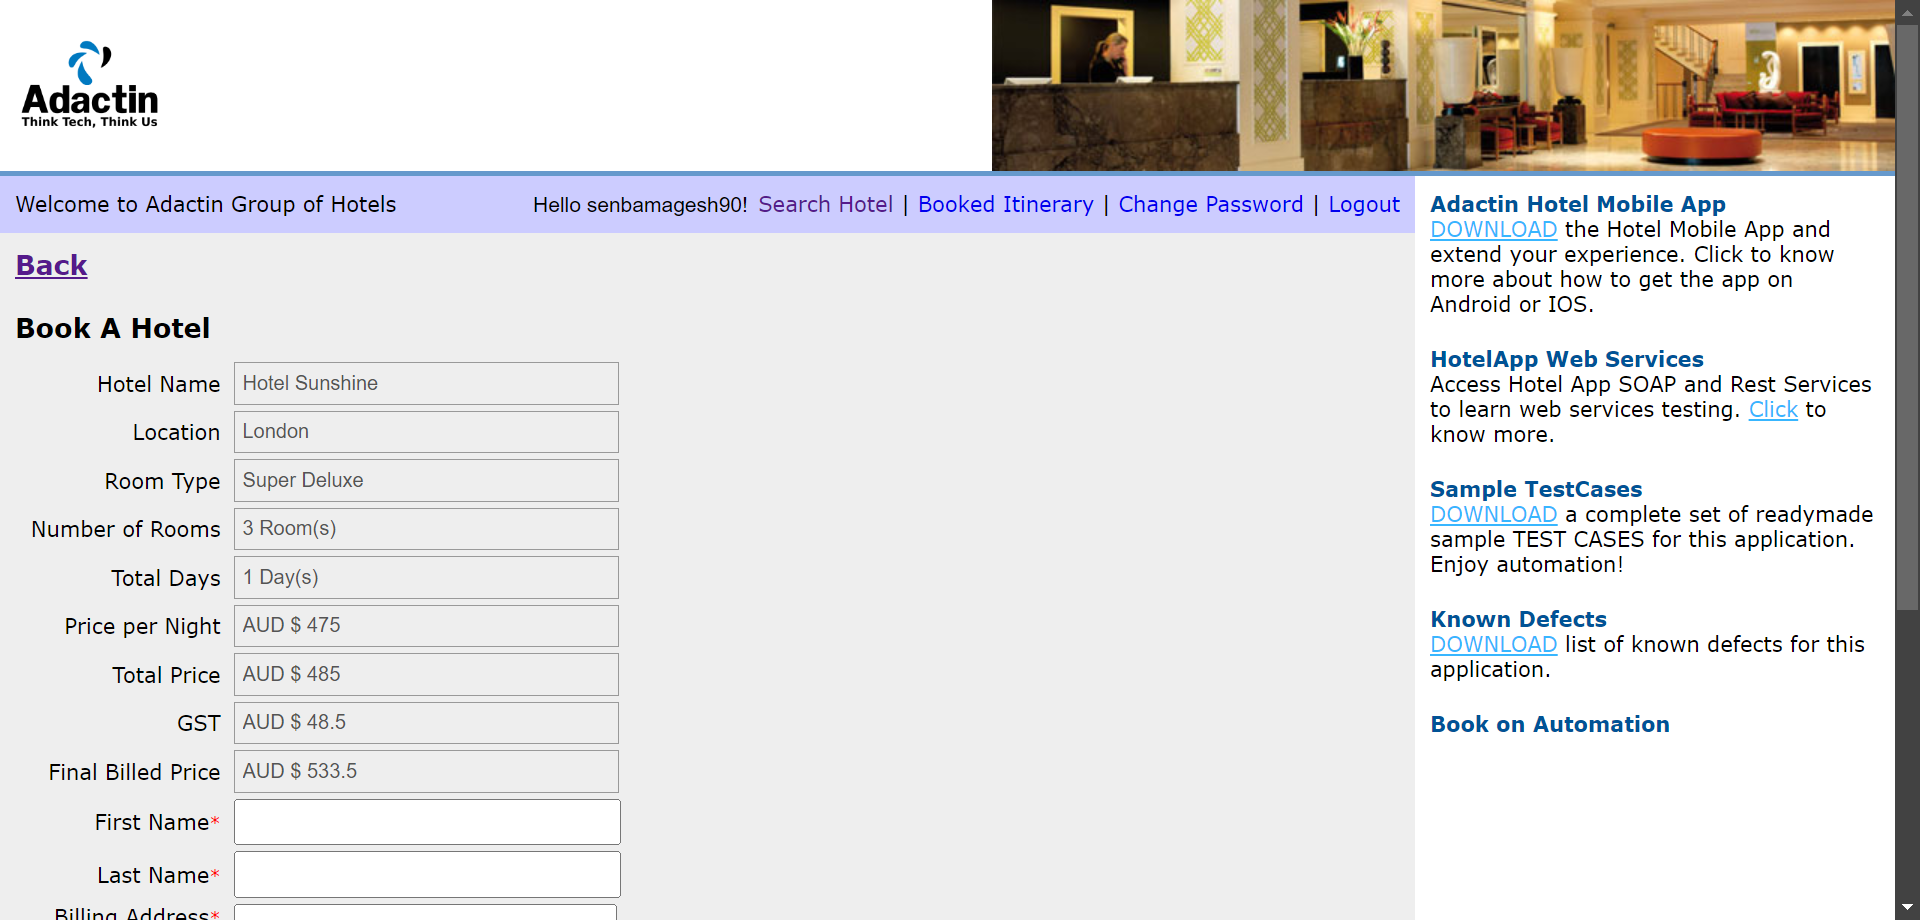 Adactin
Think Tech, Think Us
Welcome to Adactin Group of Hotels
Hello senbamagesh90! Search Hotel | Booked Itinerary | Change Password | Logout
Back
Book A Hotel
Hotel Name Hotel Sunshine
Location London
Room Type Super Deluxe
Number of Rooms 3 Room(s)
Total Days 1 Day(s)
Price per Night AUD $ 475
Total Price AUD $ 485
GST AUD $ 48.5
Final Billed Price AUD $ 533.5
First Name*
Last Name*
Billing Address*
Adactin Hotel Mobile App
DOWNLOAD the Hotel Mobile App and
extend your experience. Click to know
more about how to get the app on
Android or IOS.
HotelApp Web Services
Access Hotel App SOAP and Rest Services
to learn web services testing. Click to
know more.
Sample TestCases
DOWNLOAD a complete set of readymade
sample TEST CASES for this application.
Enjoy automation!
Known Defects
DOWNLOAD list of known defects for this
application.
Book on Automation